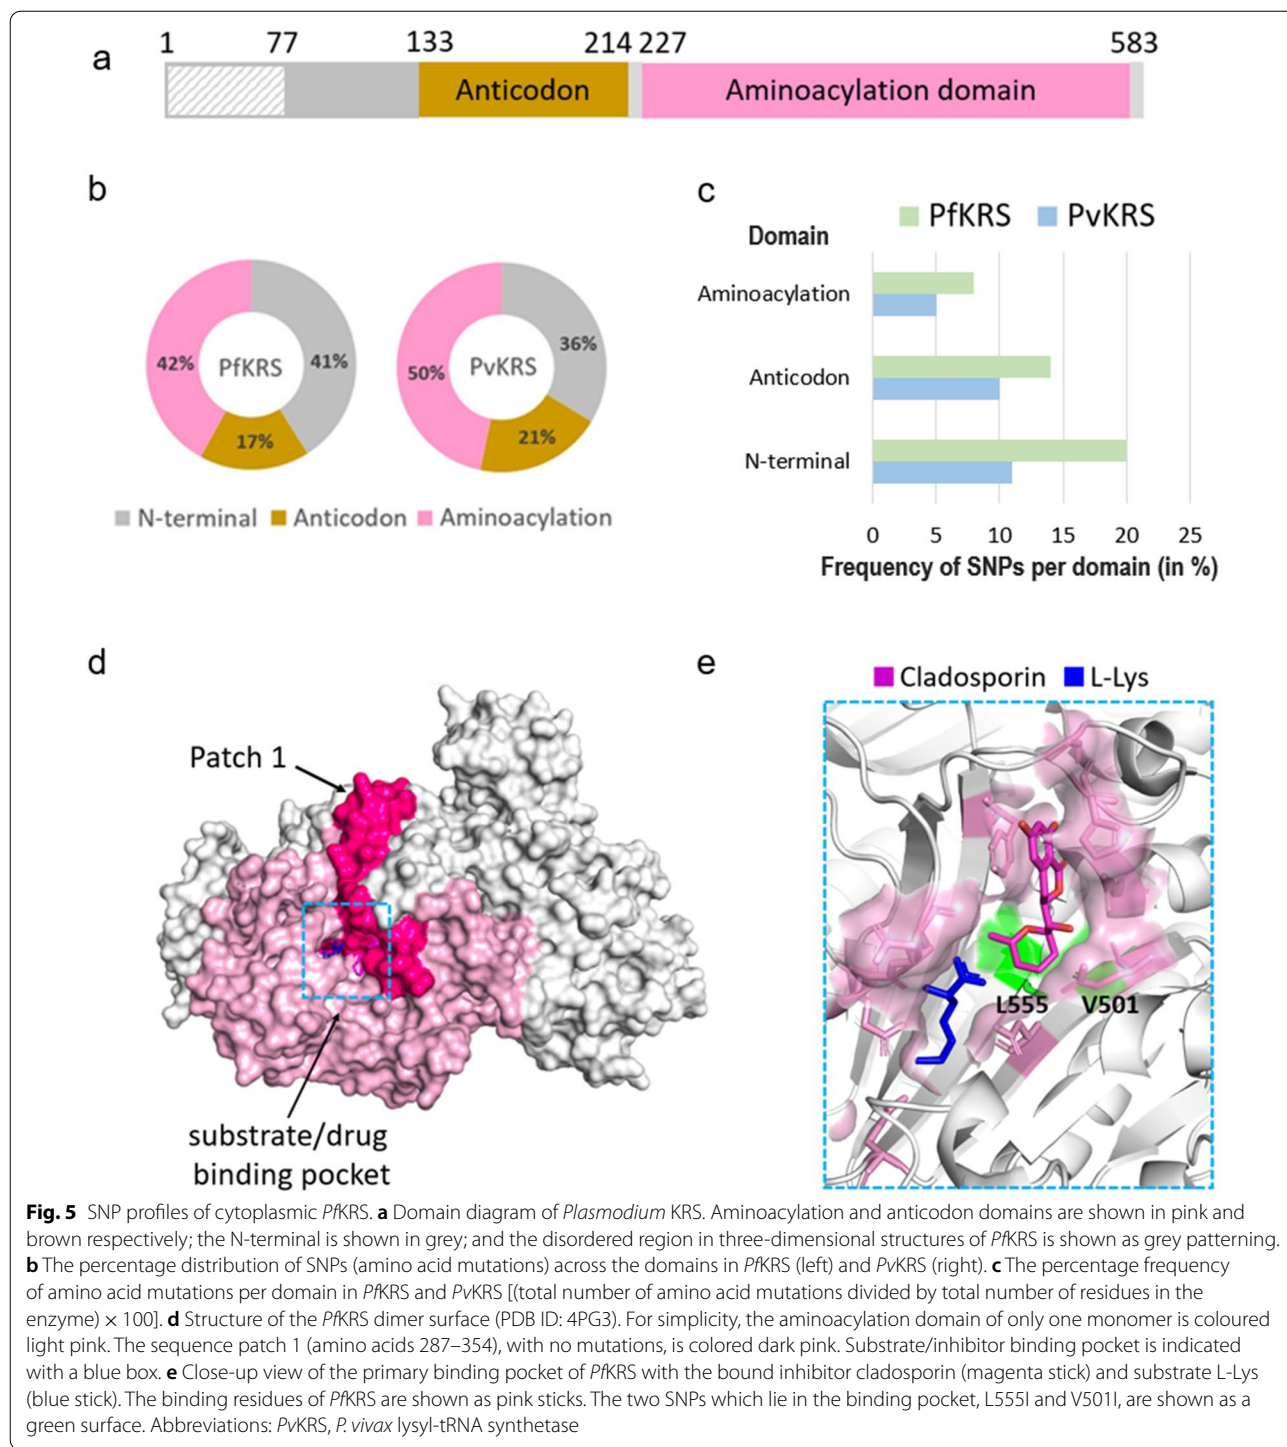 a
1 77 133 214 227 583
Anticodon Aminoacylation domain
b
42% PfKRS 41%
17%
50% PvKRS 36%
21%
N-terminal Anticodon Aminoacylation
c
PfKRS PvKRS
Domain
Aminoacylation
Anticodon
N-terminal
0 5 10 15 20 25
Frequency of SNPs per domain (in %)
d
Patch 1
substrate/drug
binding pocket
e
Cladosporin L-Lys
L555 V501
Fig. 5 SNP profiles of cytoplasmic PfKRS. a Domain diagram of Plasmodium KRS. Aminoacylation and anticodon domains are shown in pink and
brown respectively; the N-terminal is shown in grey; and the disordered region in three-dimensional structures of PfKRS is shown as grey patterning.
b The percentage distribution of SNPs (amino acid mutations) across the domains in PfKRS (left) and PvKRS (right). c The percentage frequency
of amino acid mutations per domain in PfKRS and PvKRS [(total number of amino acid mutations divided by total number of residues in the
enzyme) × 100]. d Structure of the PfKRS dimer surface (PDB ID: 4PG3). For simplicity, the aminoacylation domain of only one monomer is coloured
light pink. The sequence patch 1 (amino acids 287–354), with no mutations, is colored dark pink. Substrate/inhibitor binding pocket is indicated
with a blue box. e Close-up view of the primary binding pocket of PfKRS with the bound inhibitor cladosporin (magenta stick) and substrate L-Lys
(blue stick). The binding residues of PfKRS are shown as pink sticks. The two SNPs which lie in the binding pocket, L555I and V501I, are shown as a
green surface. Abbreviations: PvKRS, P. vivax lysyl-tRNA synthetase